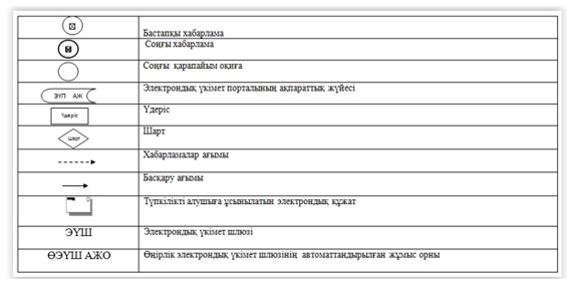 Бастапқы хабарлама
Соңғы хабарлама
Соңғы қарапайым оқиға
ЭҮП АЖ Электрондық үкімет порталының ақпараттық жүйесі
Үдеріс Үдеріс
Шарт Шарт
Хабарламалар ағымы
Басқару ағымы
Түпкілікті алушыға ұсынылатын электрондық құжат
ЭҮШ Электрондық үкімет шлюзі
ӨЭҮШ АЖО Өңірлік электрондық үкімет шлюзінің автоматтандырылған жұмыс орны